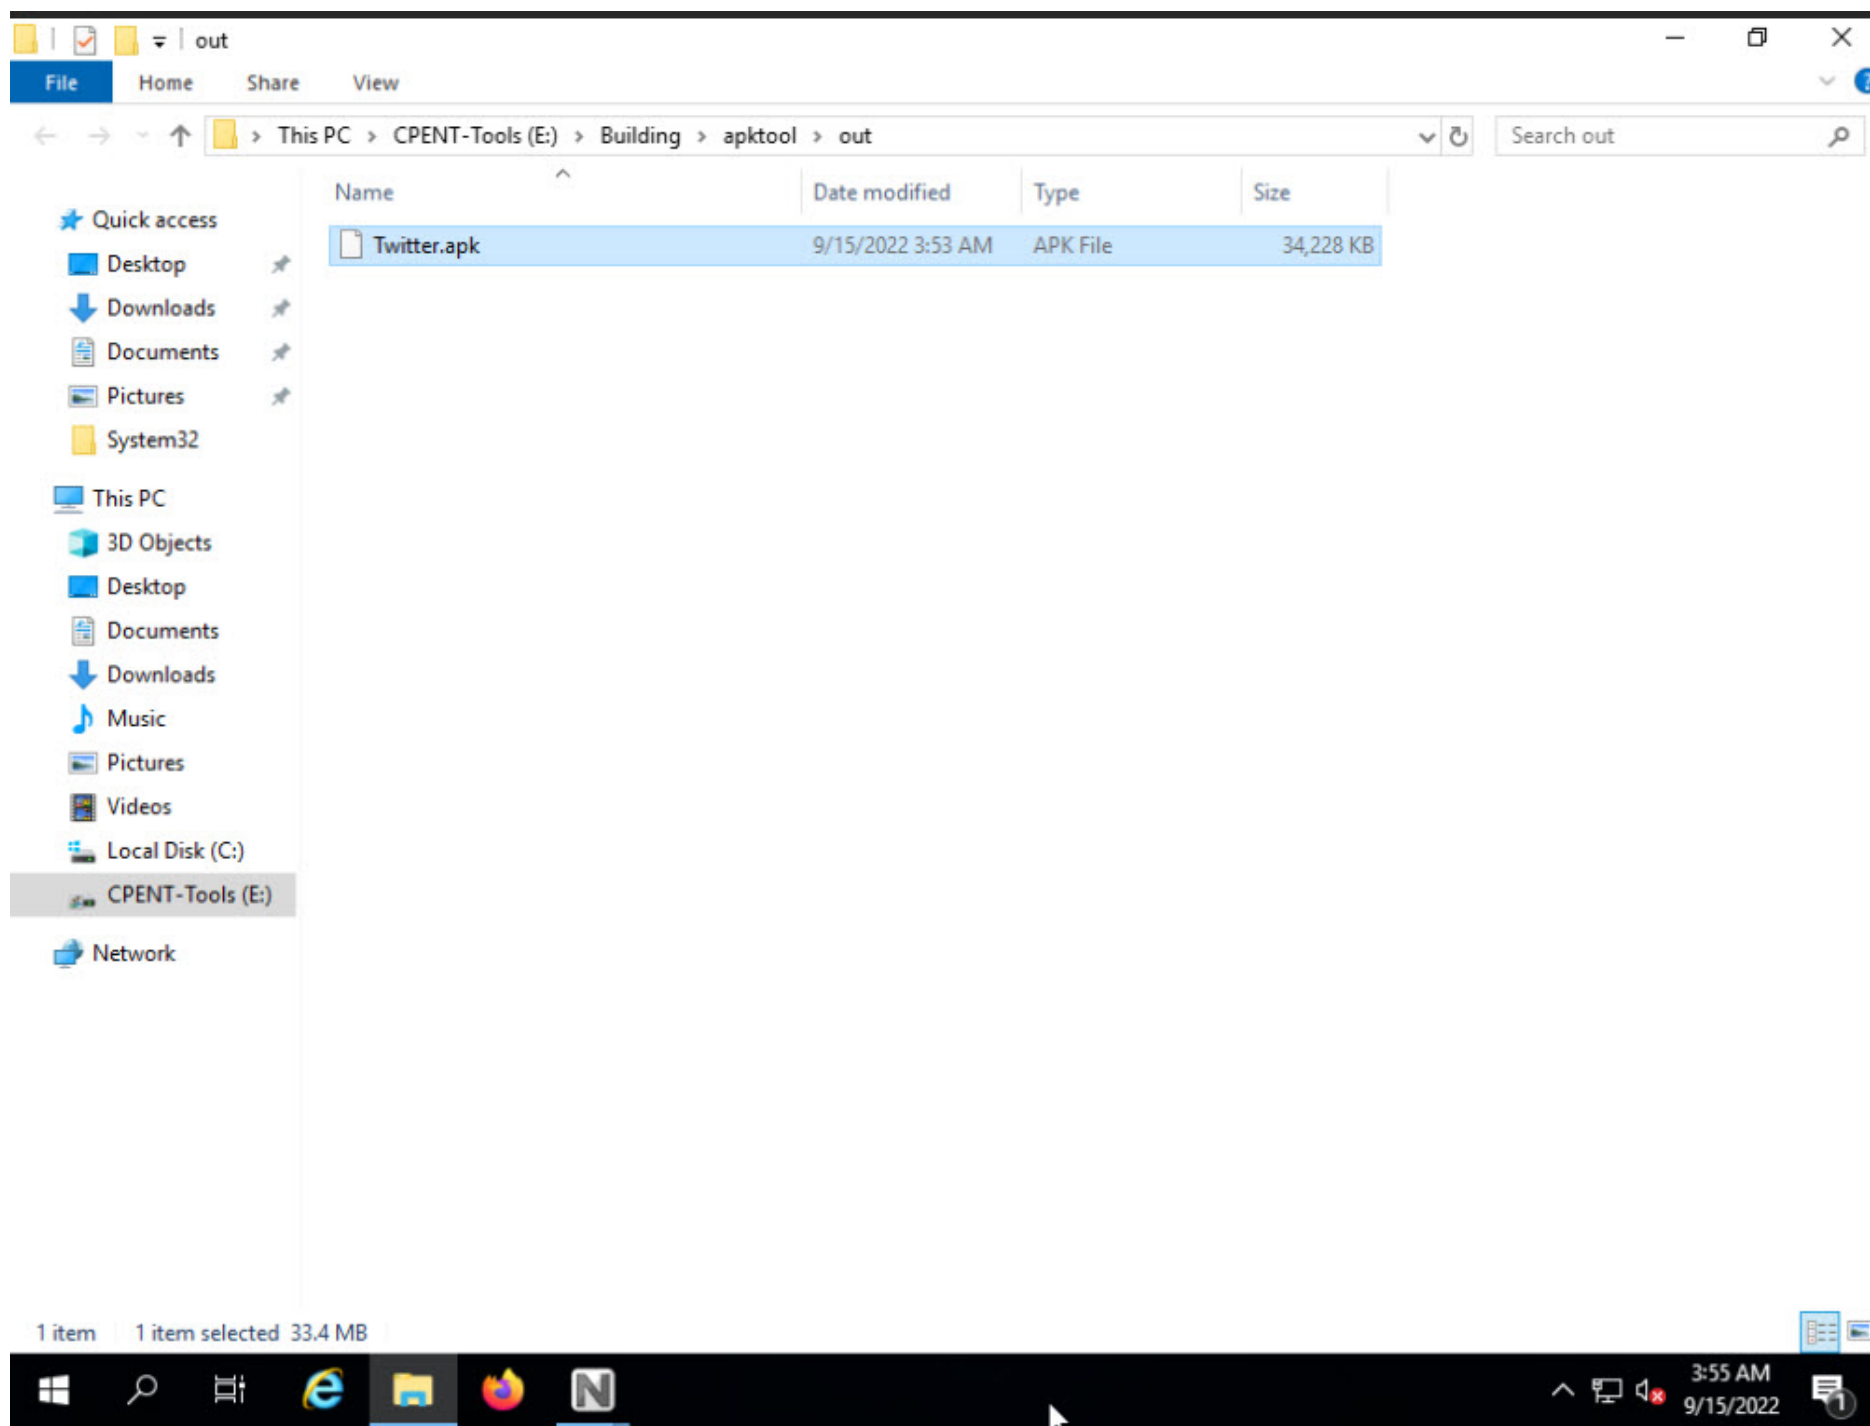 out
File Home Share View
This PC > CPENT-Tools (E:) > Building > apktool > out
Search out
Name Date modified Type Size
Twitter.apk 9/15/2022 3:53 AM APK File 34,228 KB
Quick access
Desktop
Downloads
Documents
Pictures
System32
This PC
3D Objects
Desktop
Documents
Downloads
Music
Pictures
Videos
Local Disk (C:)
CPENT-Tools (E:)
Network
1 item 1 item selected 33.4 MB
3:55 AM
9/15/2022
1